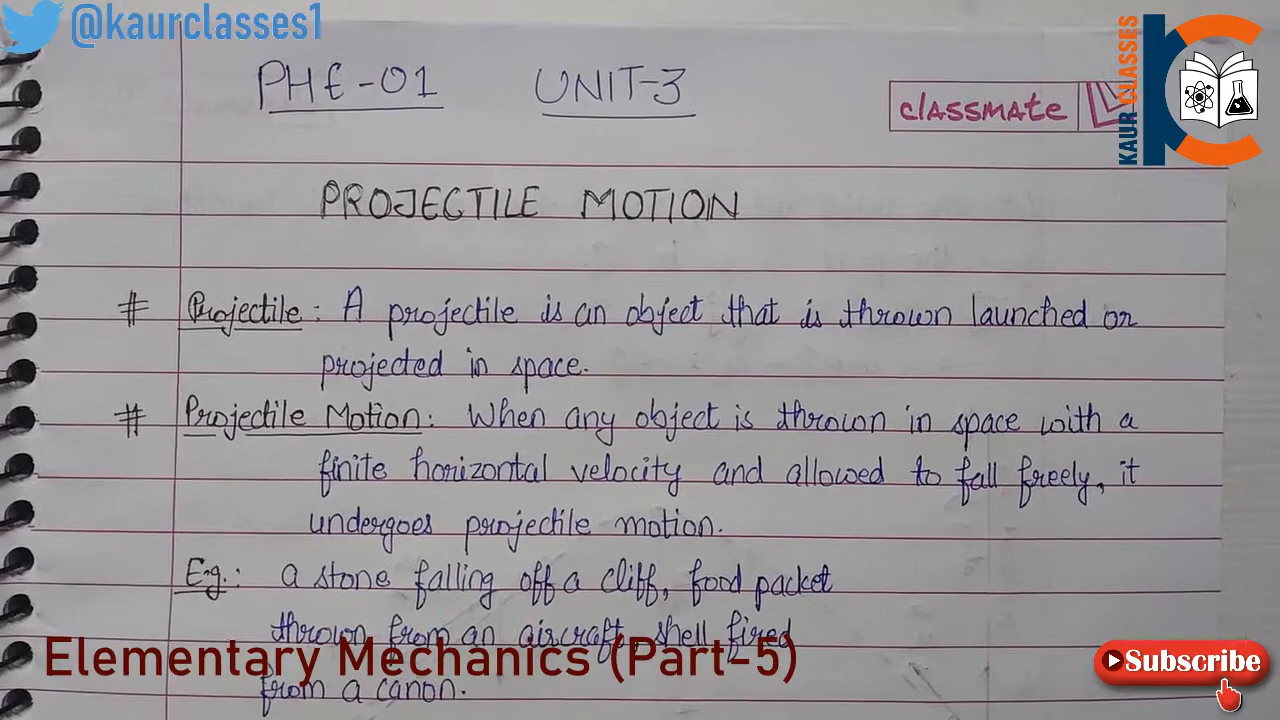 @kaurclasses1
PHE-01 UNIT-3
classmate
KAUR CLASSES
PROJECTILE MOTION
# Projectile: A projectile is an object that is thrown launched or
projected in space.
# Projectile Motion: When any object is thrown in space with a
finite horizontal velocity and allowed to fall freely, it
undergoes projectile motion.
E.g.: a stone falling off a cliff, food packet
thrown from an aircraft, shell fired
Elementary Mechanics (Part-5)
from a canon.
Subscribe